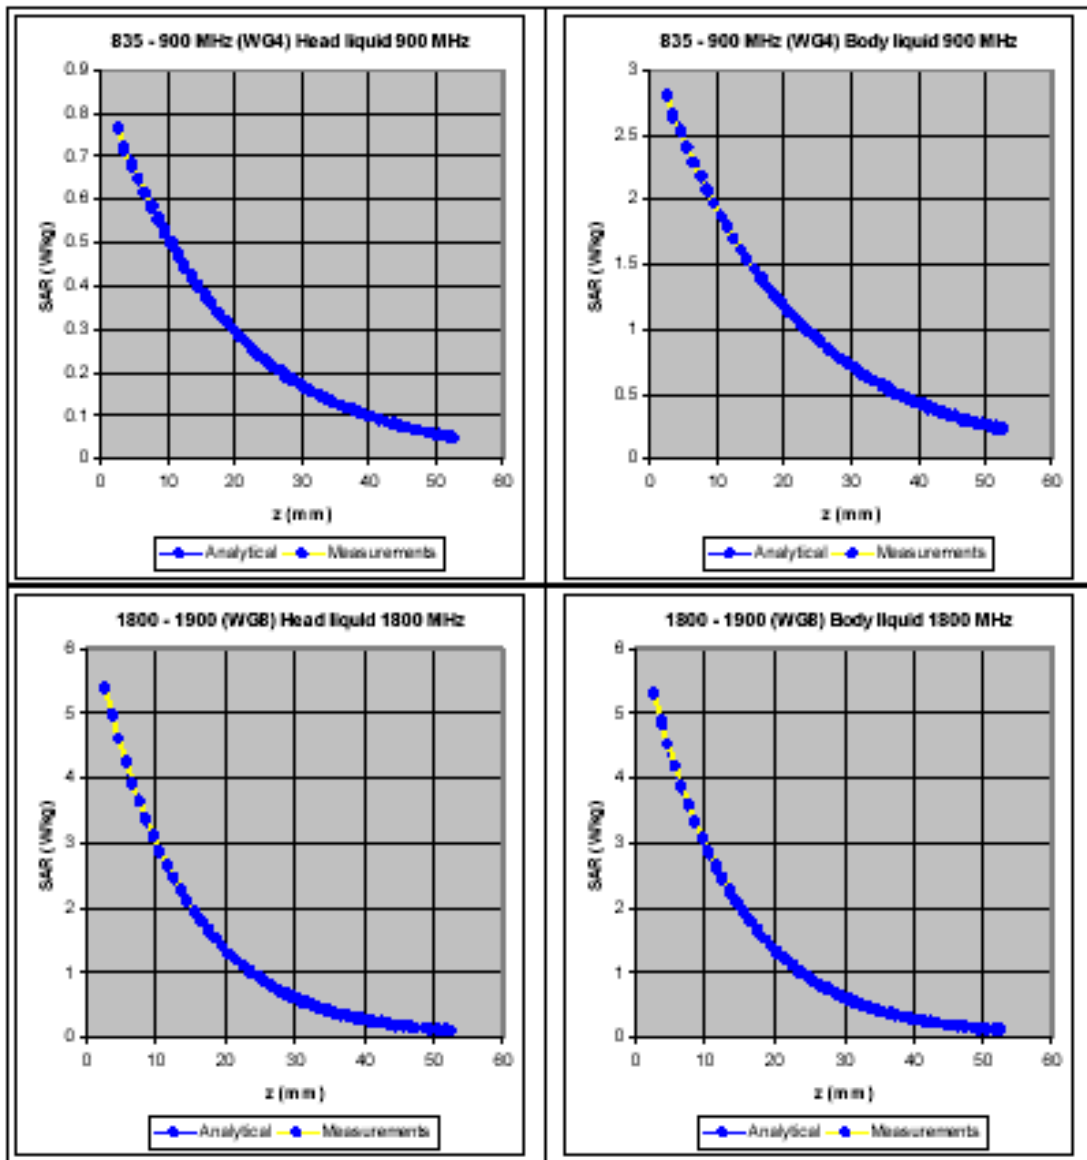 835 - 900 MHz (WG4) Head liquid 900 MHz
0.9
0.8
0.7
0.6
0.5
0.4
0.3
0.2
0.1
0
SAR (W/kg)
0 10 20 30 40 50 60
z (mm)
Analytical Measurements
835 - 900 MHz (WG4) Body liquid 900 MHz
3
2.5
2
1.5
1
0.5
0
SAR (W/kg)
0 10 20 30 40 50 60
z (mm)
Analytical Measurements
1800 - 1900 (WG8) Head liquid 1800 MHz
6
5
4
3
2
1
0
SAR (W/kg)
0 10 20 30 40 50 60
z (mm)
Analytical Measurements
1800 - 1900 (WG8) Body liquid 1800 MHz
6
5
4
3
2
1
0
SAR (W/kg)
0 10 20 30 40 50 60
z (mm)
Analytical Measurements